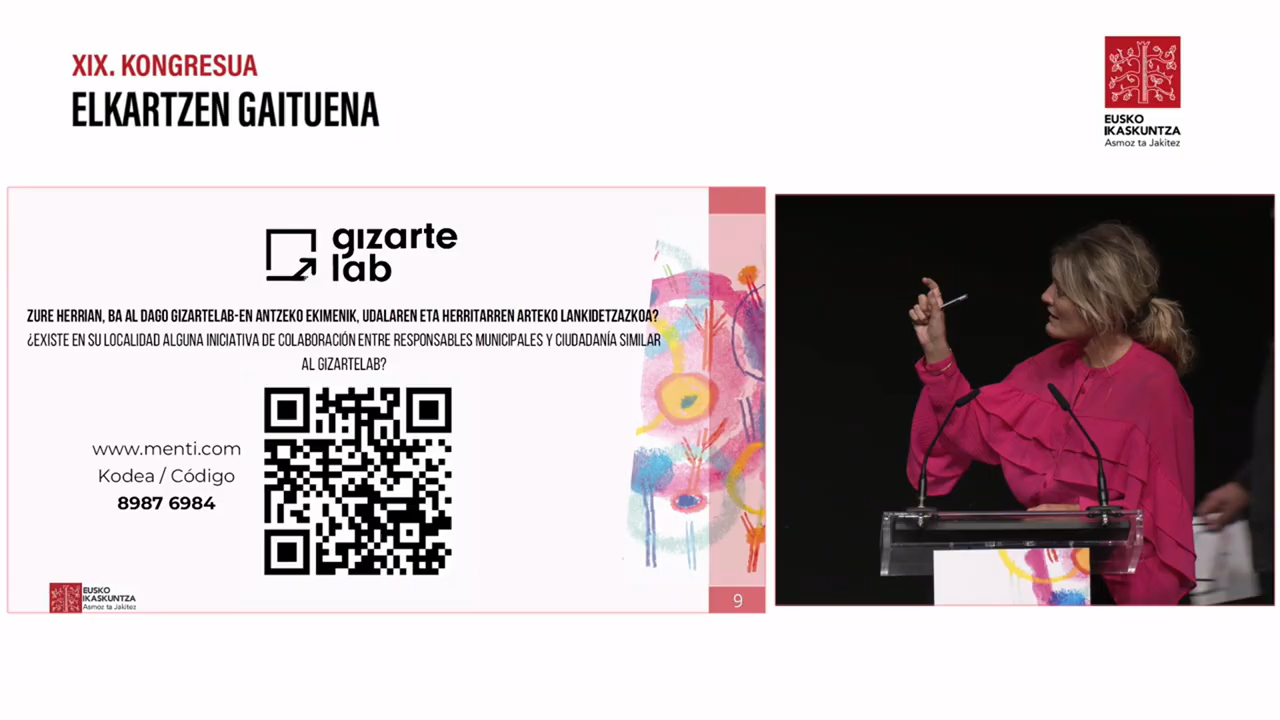 XIX. KONGRESUA
ELKARTZEN GAITUENA
EUSKO
IKASKUNTZA
Asmoz ta Jakitez
gizarte
lab
ZURE HERRIAN, BA AL DAGO GIZARTELAB-EN ANTZEKO EKIMENIK, UDALAREN ETA HERRITARREN ARTEKO LANKIDETZAZKOA?
¿EXISTE EN SU LOCALIDAD ALGUNA INICIATIVA DE COLABORACIÓN ENTRE RESPONSABLES MUNICIPALES Y CIUDADANÍA SIMILAR
AL GIZARTELAB?
www.menti.com
Kodea / Código
8987 6984
EUSKO
IKASKUNTZA
Asmoz ta Jakitez
9